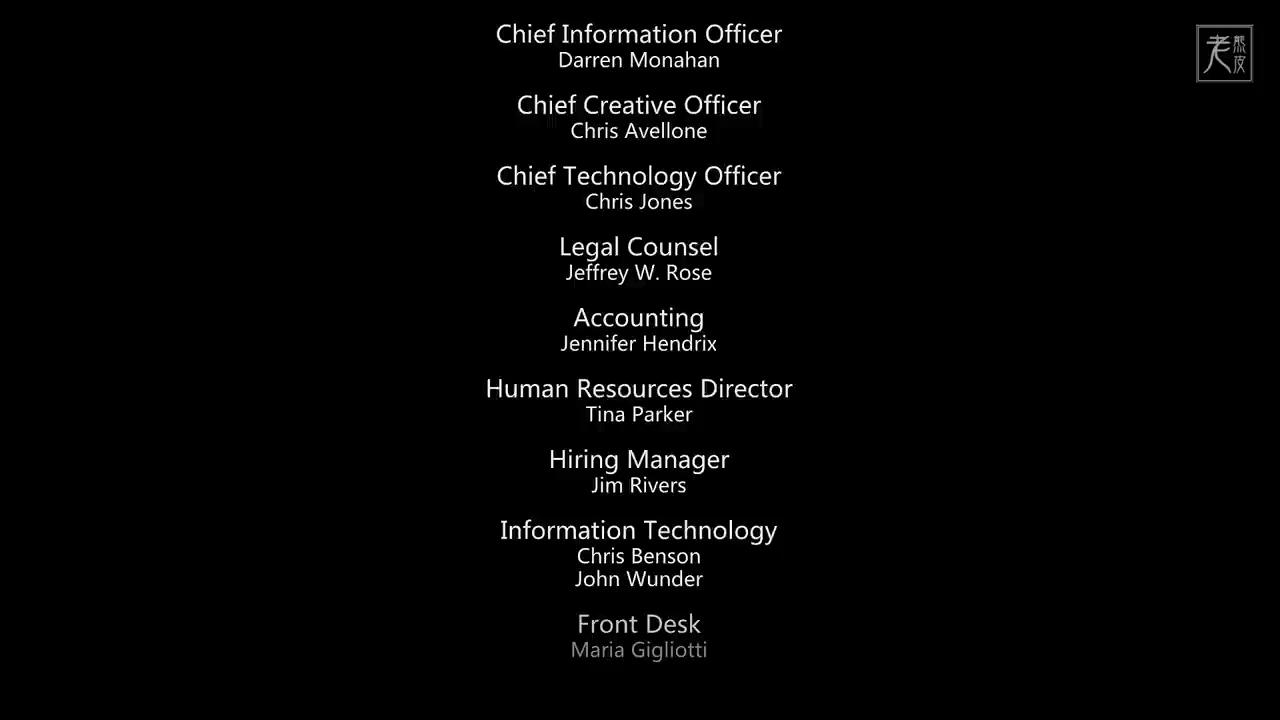 Chief Information Officer
Darren Monahan
Chief Creative Officer
Chris Avellone
Chief Technology Officer
Chris Jones
Legal Counsel
Jeffrey W. Rose
Accounting
Jennifer Hendrix
Human Resources Director
Tina Parker
Hiring Manager
Jim Rivers
Information Technology
Chris Benson
John Wunder
Front Desk
Maria Gigliotti
老